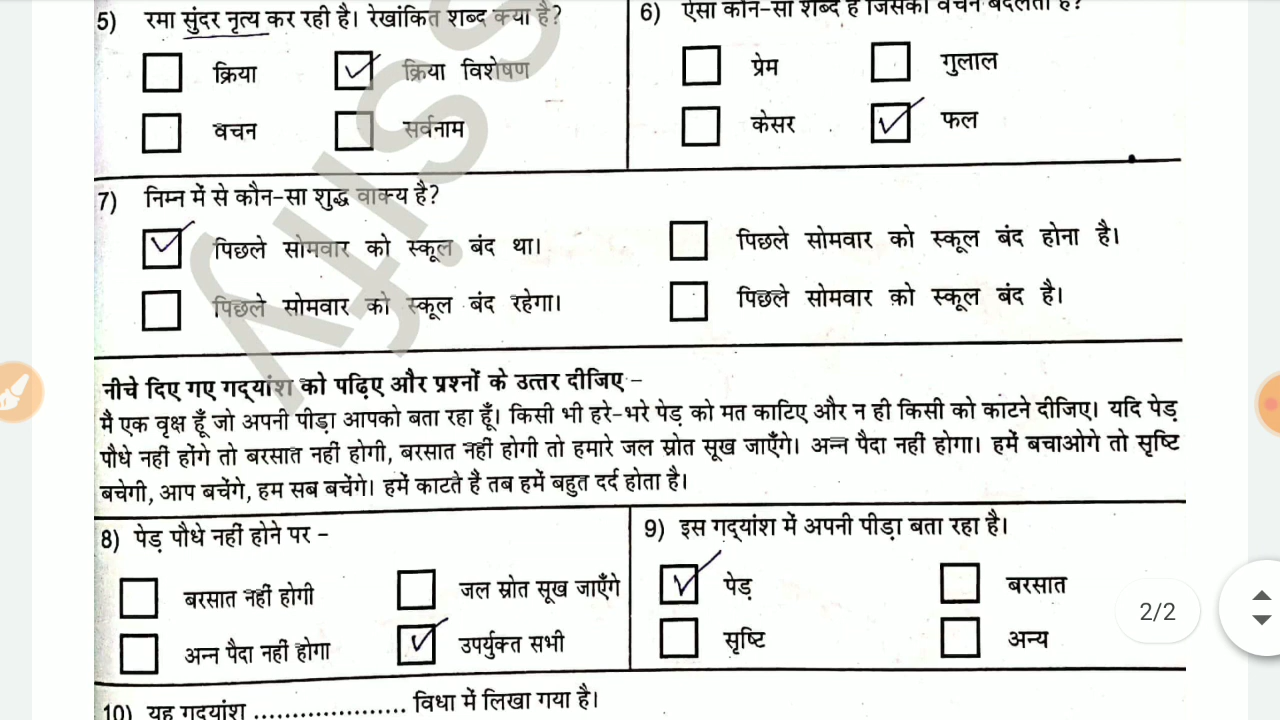 5) रमा सुंदर नृत्य कर रही है। रेखांकित शब्द क्या है?
क्रिया
क्रिया विशेषण
वचन
सर्वनाम
6) ऐसा कौन-सा शब्द है जिसका वचन बदलता है?
प्रेम
गुलाल
केसर
फल
7) निम्न में से कौन-सा शुद्ध वाक्य है?
पिछले सोमवार को स्कूल बंद था।
पिछले सोमवार को स्कूल बंद होना है।
पिछले सोमवार को स्कूल बंद रहेगा।
पिछले सोमवार को स्कूल बंद है।
नीचे दिए गए गद्यांश को पढ़िए और प्रश्नों के उत्तर दीजिए -
मै एक वृक्ष हूँ जो अपनी पीड़ा आपको बता रहा हूँ। किसी भी हरे-भरे पेड़ को मत काटिए और न ही किसी को काटने दीजिए। यदि पेड़
पौधे नहीं होंगे तो बरसात नहीं होगी, बरसात नहीं होगी तो हमारे जल स्रोत सूख जाएँगे। अन्न पैदा नहीं होगा। हमें बचाओगे तो सृष्टि
बचेगी, आप बचेंगे, हम सब बचेंगे। हमें काटते हैं तब हमें बहुत दर्द होता है।
8) पेड़ पौधे नहीं होने पर -
बरसात नहीं होगी
जल स्रोत सूख जाएँगे
अन्न पैदा नहीं होगा
उपर्युक्त सभी
9) इस गद्यांश में अपनी पीड़ा बता रहा है।
पेड़
बरसात
सृष्टि
अन्य
2/2
10) यह गद्यांश .................... विधा में लिखा गया है।